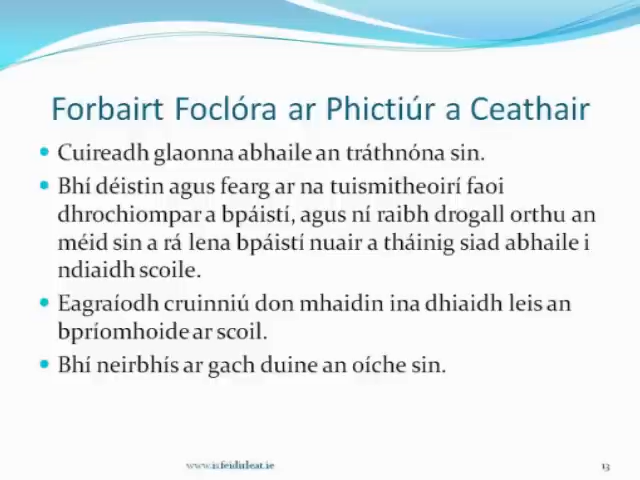 Forbairt Foclóra ar Phictiúr a Ceathair
• Cuireadh glaonna abhaile an tráthnóna sin.
• Bhí déistin agus fearg ar na tuismitheoirí faoi
dhrochiompar a bpáistí, agus ní raibh drogall orthu an
méid sin a rá lena bpáistí nuair a tháinig siad abhaile i
ndiaidh scoile.
• Eagraíodh cruinniú don mhaidin ina dhiaidh leis an
bpríomhoide ar scoil.
• Bhí neirbhís ar gach duine an oíche sin.
www.isfeidirleat.ie
13